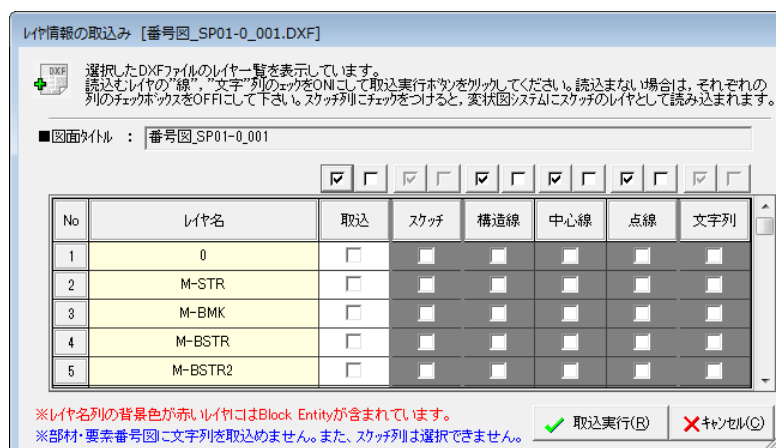 ﾚｲﾔ情報の取込み [番号図_SP01-0_001.DXF]
DXF
選択したDXFﾌｧｲﾙのﾚｲﾔ一覧を表示しています。
読込むﾚｲﾔの"線", "文字"列のｪｯｸをONにして取込実行ﾎﾞﾀﾝをｸﾘｯｸしてください。読込まない場合は, それぞれの
列のﾁｪｯｸﾎﾞｯｸｽをOFFにして下さい。ｽｹｯﾁ列にﾁｪｯｸをつけると, 変状図ｼｽﾃﾑにｽｹｯﾁのﾚｲﾔとして読み込まれます。
■図面ﾀｲﾄﾙ : 番号図_SP01-0_001
No ﾚｲﾔ名 取込 ｽｹｯﾁ 構造線 中心線 点線 文字列
1 0
2 M-STR
3 M-BMK
4 M-BSTR
5 M-BSTR2
※ﾚｲﾔ名列の背景色が赤いﾚｲﾔにはBlock Entityが含まれています。
※部材・要素番号図に文字列を取込めません。また、ｽｹｯﾁ列は選択できません。
取込実行(R) ｷｬﾝｾﾙ(C)